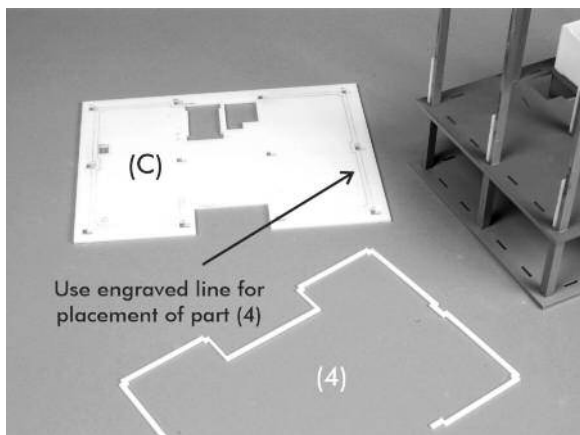 (C)
Use engraved line for
placement of part (4)
(4)